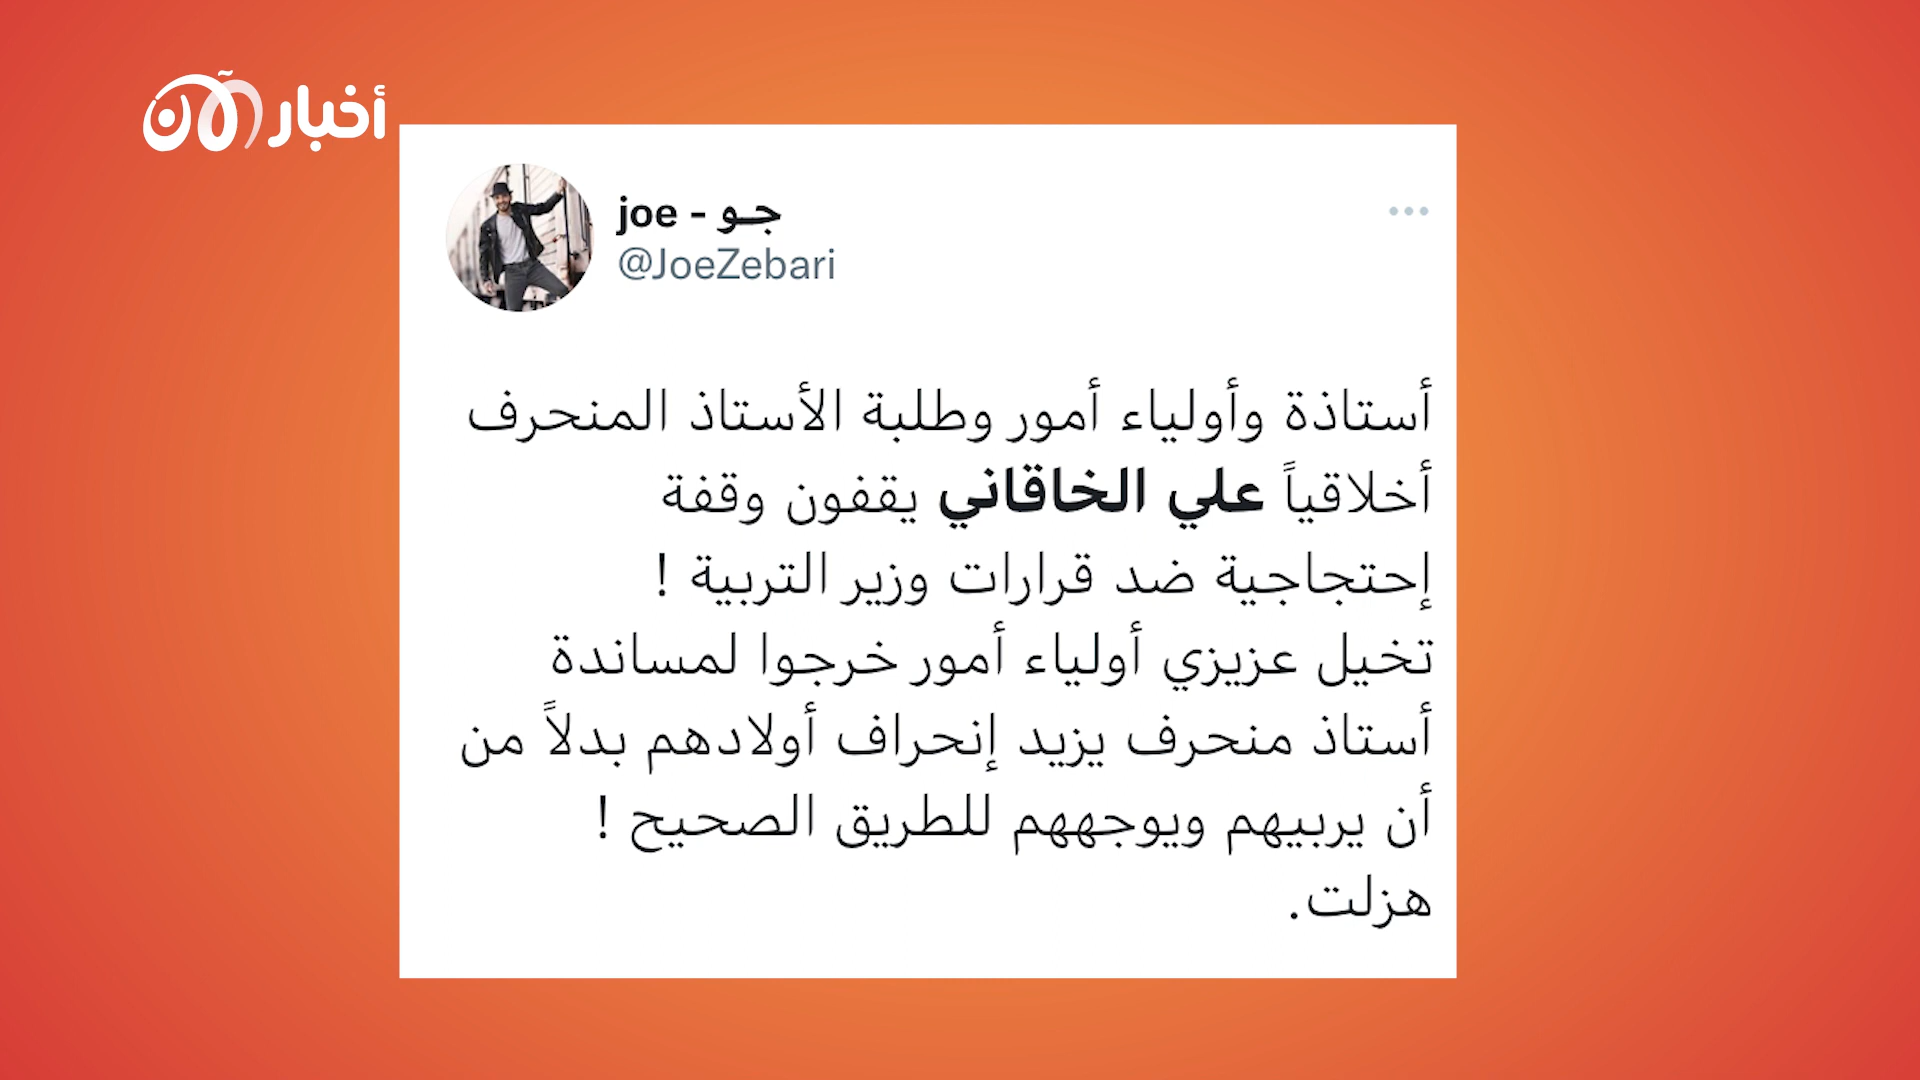 أخبار الآن
joe - جـو
@JoeZebari
أستاذة وأولياء أمور وطلبة الأستاذ المنحرف
أخلاقياً علي الخاقاني يقفون وقفة
إحتجاجية ضد قرارات وزير التربية !
تخيل عزيزي أولياء أمور خرجوا لمساندة
أستاذ منحرف يزيد إنحراف أولادهم بدلاً من
أن يربيهم ويوجههم للطريق الصحيح !
هزلت.